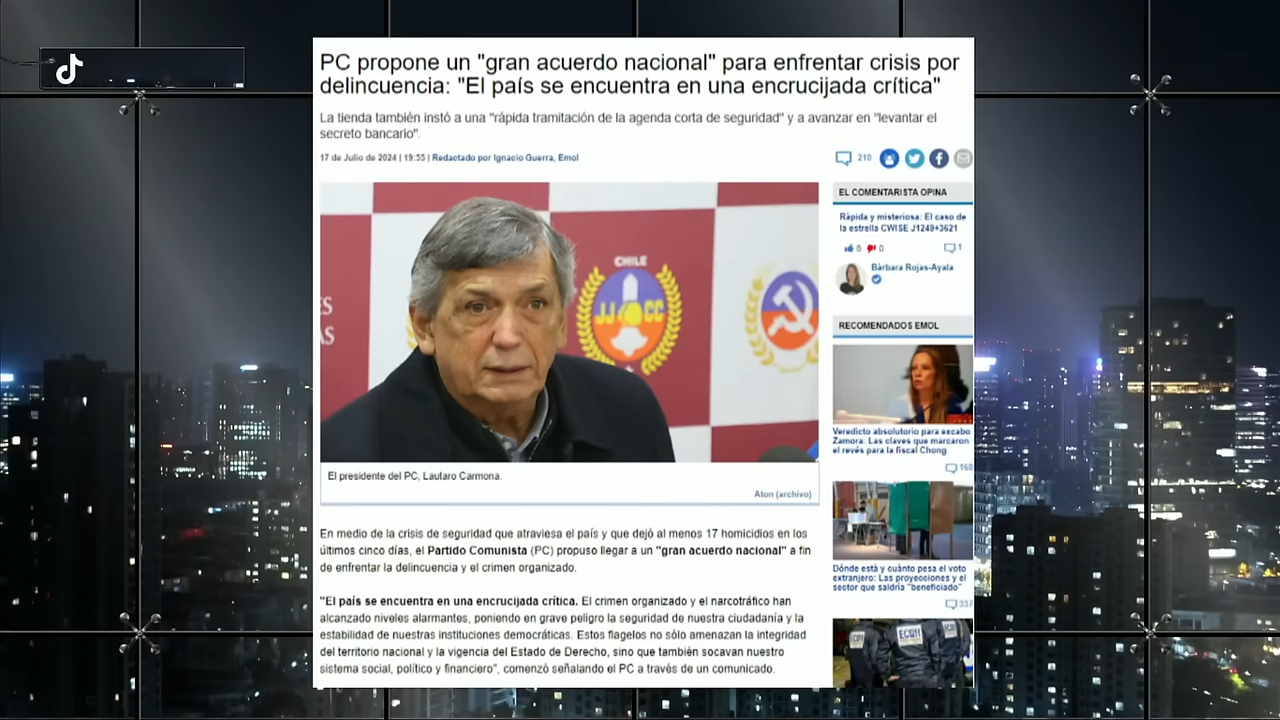 PC propone un "gran acuerdo nacional" para enfrentar crisis por
delincuencia: "El país se encuentra en una encrucijada crítica"
La tienda también instó a una "rápida tramitación de la agenda corta de seguridad" y a avanzar en "levantar el
secreto bancario".
17 de Julio de 2024 | 19:55 | Redactado por Ignacio Guerra, Emol
210
CHILE
JJ CC
El presidente del PC, Lautaro Carmona.
Aton (archivo)
En medio de la crisis de seguridad que atraviesa el país y que dejó al menos 17 homicidios en los
últimos cinco días, el Partido Comunista (PC) propuso llegar a un "gran acuerdo nacional" a fin
de enfrentar la delincuencia y el crimen organizado.
"El país se encuentra en una encrucijada crítica. El crimen organizado y el narcotráfico han
alcanzado niveles alarmantes, poniendo en grave peligro la seguridad de nuestra ciudadanía y la
estabilidad de nuestras instituciones democráticas. Estos flagelos no sólo amenazan la integridad
del territorio nacional y la vigencia del Estado de Derecho, sino que también socavan nuestro
sistema social, político y financiero", comenzó señalando el PC a través de un comunicado.
EL COMENTARISTA OPINA
Rápida y misteriosa: El caso de
la estrella CWISE J1249+3621
6 0 1
Bárbara Rojas-Ayala
RECOMENDADOS EMOL
Veredicto absolutorio para excabo
Zamora: Las claves que marcaron
el revés para la fiscal Chong
168
Dónde está y cuánto pesa el voto
extranjero: Las proyecciones y el
sector que saldría "beneficiado"
337